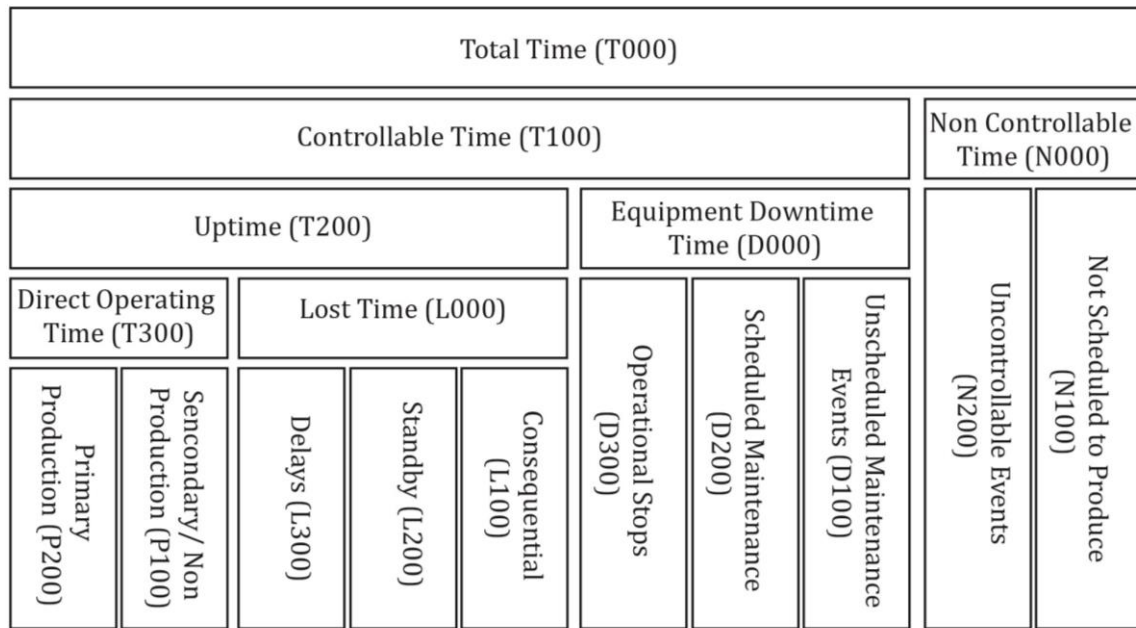 Total Time (T000)
Controllable Time (T100)
Non Controllable
Time (N000)
Uptime (T200)
Equipment Downtime
Time (D000)
Direct Operating
Time (T300)
Lost Time (L000)
Primary
Production (P200)
Sencondary/ Non
Production (P100)
Delays (L300)
Standby (L200)
Consequential
(L100)
Operational Stops
(D300)
Scheduled Maintenance
(D200)
Unscheduled Maintenance
Events (D100)
Uncontrollable Events
(N200)
Not Scheduled to Produce
(N100)